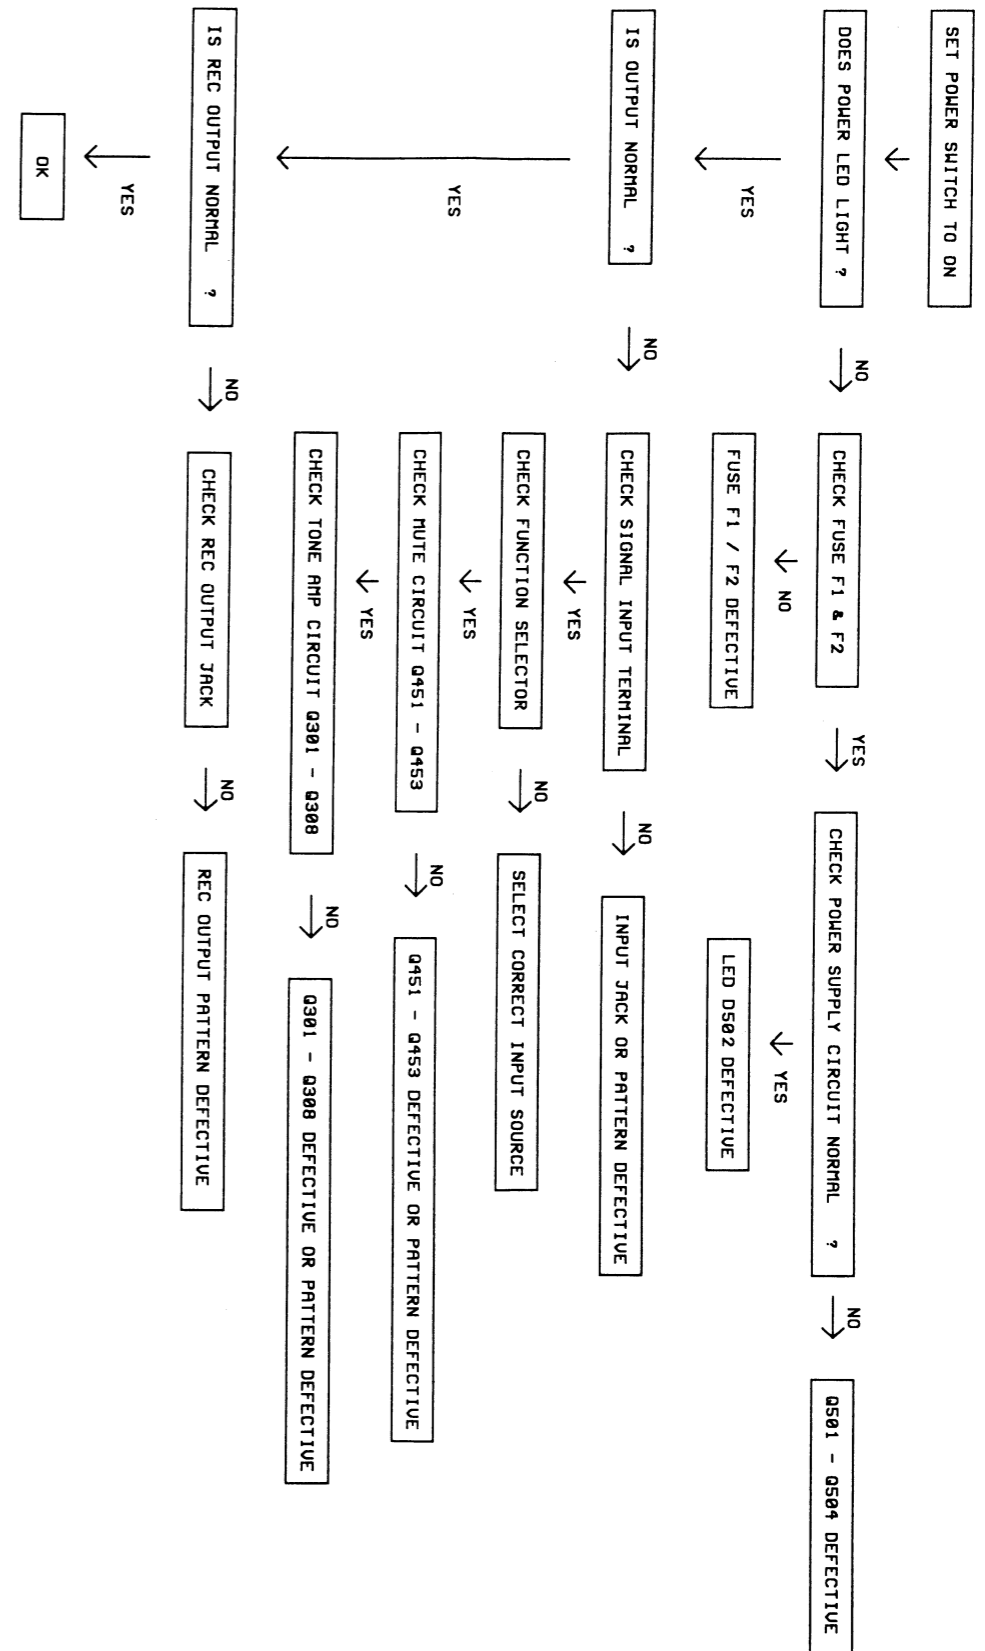 SET POWER SWITCH TO ON
DOES POWER LED LIGHT ?
NO
CHECK FUSE F1 & F2
YES
CHECK POWER SUPPLY CIRCUIT NORMAL ?
NO
Q501 - Q504 DEFECTIVE
YES
NO
YES
FUSE F1 / F2 DEFECTIVE
LED D502 DEFECTIVE
IS OUTPUT NORMAL ?
NO
CHECK SIGNAL INPUT TERMINAL
NO
INPUT JACK OR PATTERN DEFECTIVE
YES
CHECK FUNCTION SELECTOR
NO
SELECT CORRECT INPUT SOURCE
YES
YES
CHECK MUTE CIRCUIT Q451 - Q453
NO
Q451 - Q453 DEFECTIVE OR PATTERN DEFECTIVE
YES
CHECK TONE AMP CIRCUIT Q301 - Q308
NO
Q301 - Q308 DEFECTIVE OR PATTERN DEFECTIVE
IS REC OUTPUT NORMAL ?
NO
CHECK REC OUTPUT JACK
NO
REC OUTPUT PATTERN DEFECTIVE
YES
OK